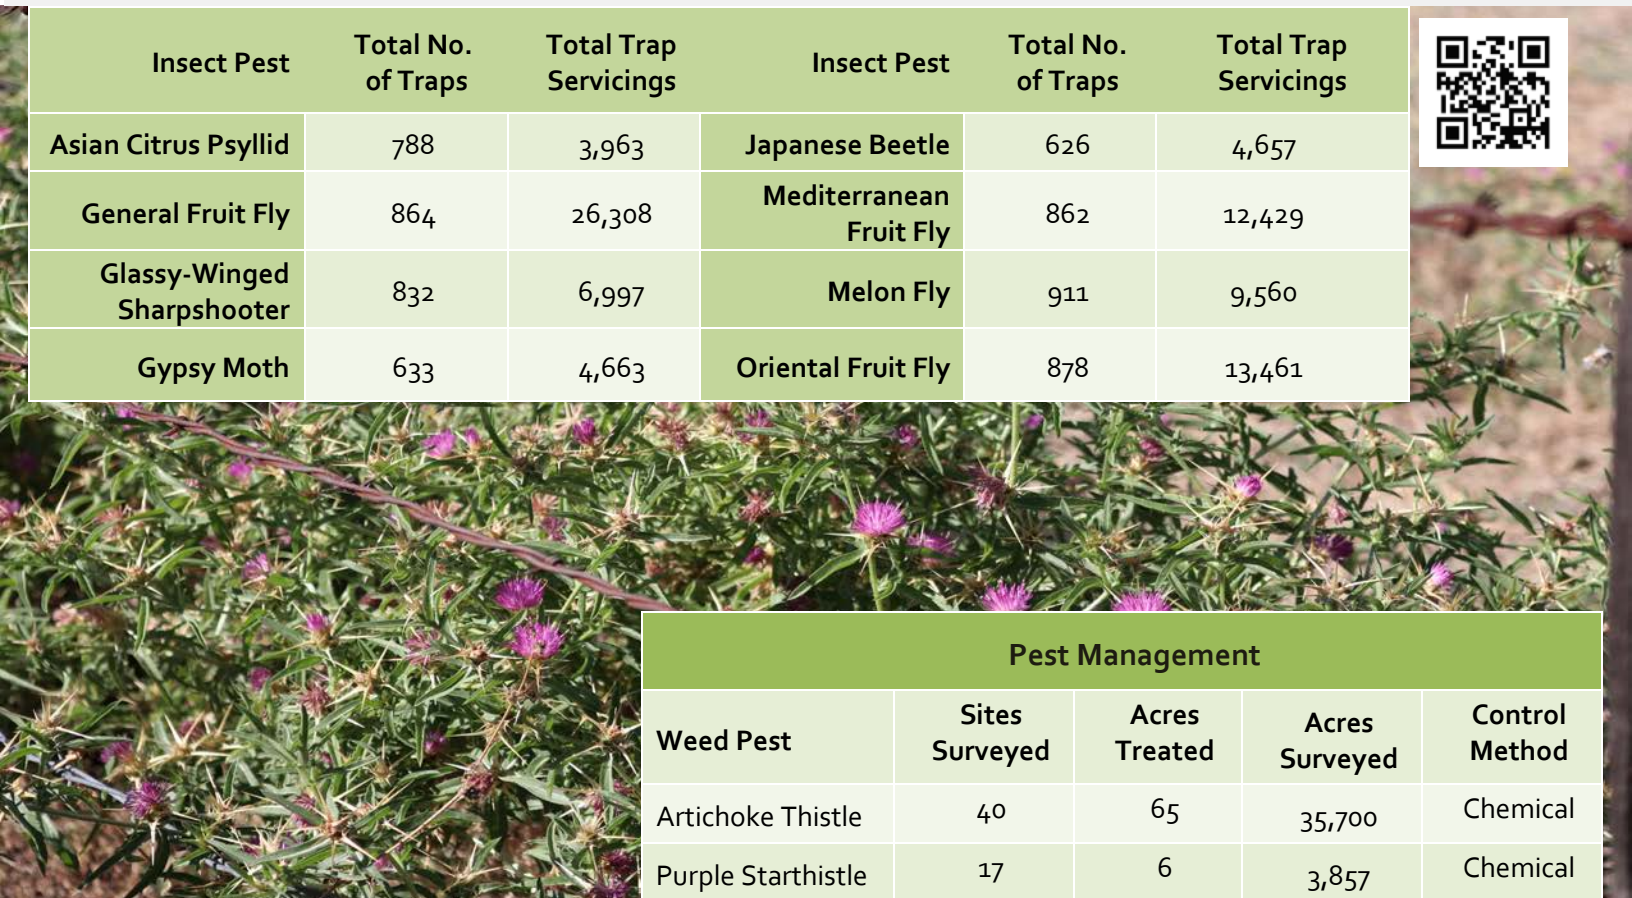 Insect Pest Total No. of Traps Total Trap Servicings Insect Pest Total No. of Traps Total Trap Servicings
Asian Citrus Psyllid 788 3,963 Japanese Beetle 626 4,657
General Fruit Fly 864 26,308 Mediterranean Fruit Fly 862 12,429
Glassy-Winged Sharpshooter 832 6,997 Melon Fly 911 9,560
Gypsy Moth 633 4,663 Oriental Fruit Fly 878 13,461
Pest Management
Weed Pest Sites Surveyed Acres Treated Acres Surveyed Control Method
Artichoke Thistle 40 65 35,700 Chemical
Purple Starthistle 17 6 3,857 Chemical